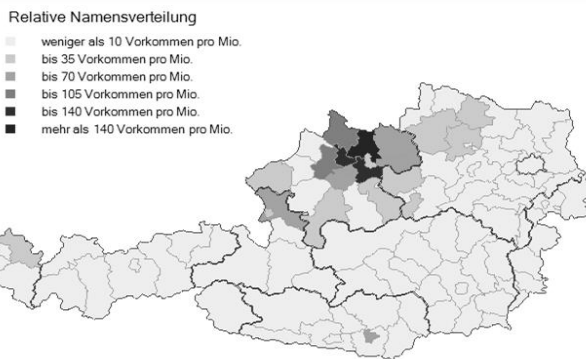 Relative Namensverteilung
weniger als 10 Vorkommen pro Mio.
bis 35 Vorkommen pro Mio.
bis 70 Vorkommen pro Mio.
bis 105 Vorkommen pro Mio.
bis 140 Vorkommen pro Mio.
mehr als 140 Vorkommen pro Mio.